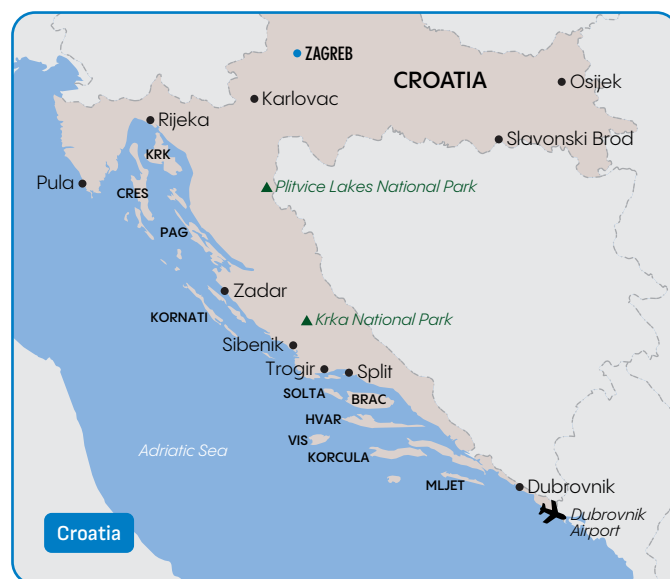 ZAGREB
CROATIA
Osijek
Karlovac
Rijeka
Slavonski Brod
KRK
Pula
CRES
Plitvice Lakes National Park
PAG
Zadar
KORNATI
Krka National Park
Sibenik
Trogir
Split
SOLTA
BRAC
HVAR
VIS
Adriatic Sea
KORCULA
MLJET
Dubrovnik
Dubrovnik
Airport
Croatia